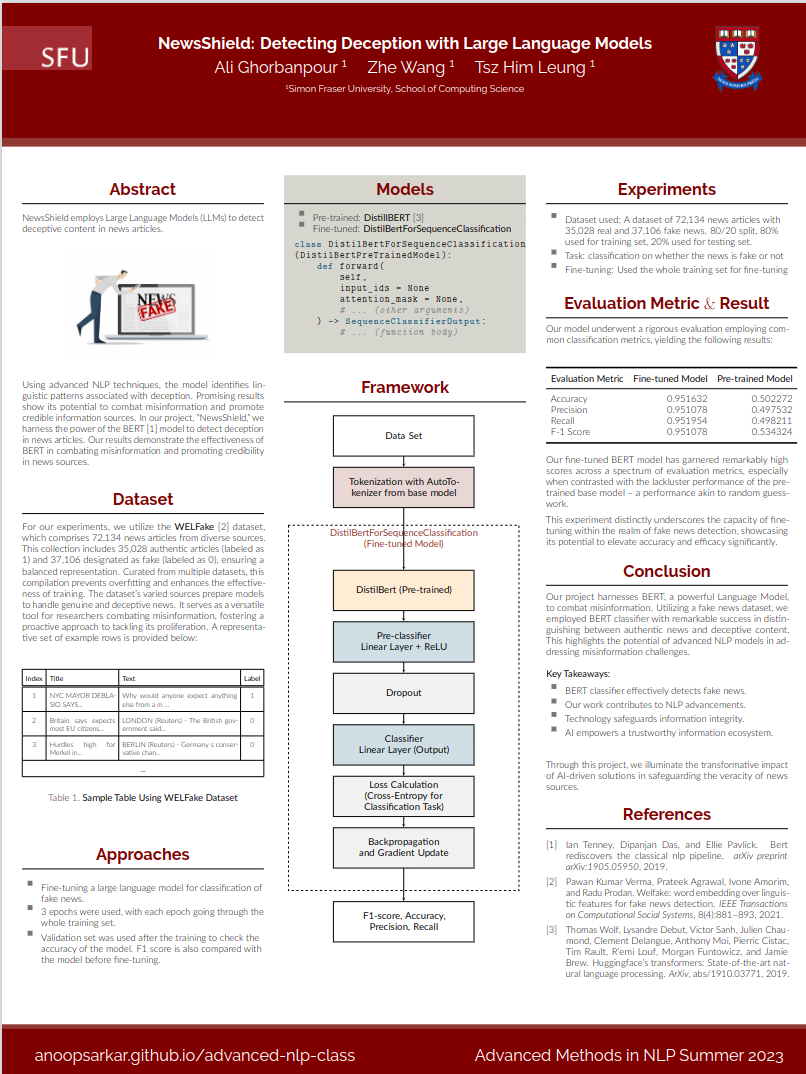 SFU
NewsShield: Detecting Deception with Large Language Models
Ali Ghorbanpour 1 Zhe Wang 1 Tsz Him Leung 1
1Simon Fraser University, School of Computing Science
Abstract
NewsShield employs Large Language Models (LLMs) to detect
deceptive content in news articles.
NEWS
FAKE!
Using advanced NLP techniques, the model identifies lin-
guistic patterns associated with deception. Promising results
show its potential to combat misinformation and promote
credible information sources. In our project, "NewsShield," we
harness the power of the BERT [1] model to detect deception
in news articles. Our results demonstrate the effectiveness of
BERT in combating misinformation and promoting credibility
in news sources.
Dataset
For our experiments, we utilize the WELFake [2] dataset,
which comprises 72,134 news articles from diverse sources.
This collection includes 35,028 authentic articles (labeled as
1) and 37,106 designated as fake (labeled as 0), ensuring a
balanced representation. Curated from multiple datasets, this
compilation prevents overfitting and enhances the effective-
ness of training. The dataset's varied sources prepare models
to handle genuine and deceptive news. It serves as a versatile
tool for researchers combating misinformation, fostering a
proactive approach to tackling its proliferation. A representa-
tive set of example rows is provided below:
Index Title Text Label
1 NYC MAYOR DEBLA- Why would anyone expect anything 1
SIO SAYS... else from a m ...
2 Britain says expects LONDON (Reuters) - The British gov- 0
most EU citizens... ernment said...
3 Hurdles high for BERLIN (Reuters) - Germany s conser- 0
Merkel in... vative chan...
...
Table 1. Sample Table Using WELFake Dataset
Approaches
Fine-tuning a large language model for classification of
fake news.
3 epochs were used, with each epoch going through the
whole training set.
Validation set was used after the training to check the
accuracy of the model. F1 score is also compared with
the model before fine-tuning.
Models
Pre-trained: DistillBERT [3]
Fine-tuned: DistilBertForSequenceClassification
class DistilBertForSequenceClassification
(DistilBertPreTrainedModel):
def forward(
self,
input_ids = None
attention_mask = None,
# ... (other arguments)
) -> SequenceClassifierOutput:
# ... (function body)
Framework
Data Set
Tokenization with AutoTo-
kenizer from base model
DistilBertForSequenceClassification
(Fine-tuned Model)
DistilBert (Pre-trained)
Pre-classifier
Linear Layer + ReLU
Dropout
Classifier
Linear Layer (Output)
Loss Calculation
(Cross-Entropy for
Classification Task)
Backpropagation
and Gradient Update
F1-score, Accuracy,
Precision, Recall
Experiments
Dataset used: A dataset of 72,134 news articles with
35,028 real and 37,106 fake news. 80/20 split, 80%
used for training set, 20% used for testing set.
Task: classification on whether the news is fake or not
Fine-tuning: Used the whole training set for fine-tuning
Evaluation Metric & Result
Our model underwent a rigorous evaluation employing com-
mon classification metrics, yielding the following results:
Evaluation Metric Fine-tuned Model Pre-trained Model
Accuracy 0.951632 0.502272
Precision 0.951078 0.497532
Recall 0.951954 0.498211
F-1 Score 0.951078 0.534324
Our fine-tuned BERT model has garnered remarkably high
scores across a spectrum of evaluation metrics, especially
when contrasted with the lackluster performance of the pre-
trained base model – a performance akin to random guess-
work.
This experiment distinctly underscores the capacity of fine-
tuning within the realm of fake news detection, showcasing
its potential to elevate accuracy and efficacy significantly.
Conclusion
Our project harnesses BERT, a powerful Language Model,
to combat misinformation. Utilizing a fake news dataset, we
employed BERT classifier with remarkable success in distin-
guishing between authentic news and deceptive content.
This highlights the potential of advanced NLP models in ad-
dressing misinformation challenges.
Key Takeaways:
BERT classifier effectively detects fake news.
Our work contributes to NLP advancements.
Technology safeguards information integrity.
AI empowers a trustworthy information ecosystem.
Through this project, we illuminate the transformative impact
of AI-driven solutions in safeguarding the veracity of news
sources.
References
[1] Ian Tenney, Dipanjan Das, and Ellie Pavlick. Bert
rediscovers the classical nlp pipeline. arXiv preprint
arXiv:1905.05950, 2019.
[2] Pawan Kumar Verma, Prateek Agrawal, Ivone Amorim,
and Radu Prodan. Welfake: word embedding over linguis-
tic features for fake news detection. IEEE Transactions
on Computational Social Systems, 8(4):881–893, 2021.
[3] Thomas Wolf, Lysandre Debut, Victor Sanh, Julien Chau-
mond, Clement Delangue, Anthony Moi, Pierric Cistac,
Tim Rault, R'emi Louf, Morgan Funtowicz, and Jamie
Brew. Huggingface's transformers: State-of-the-art nat-
ural language processing. ArXiv, abs/1910.03771, 2019.
anoopsarkar.github.io/advanced-nlp-class
Advanced Methods in NLP Summer 2023